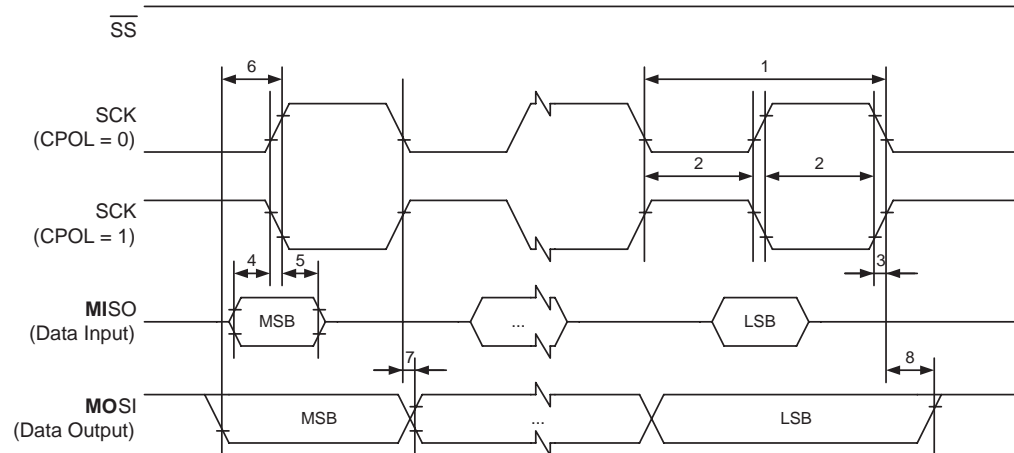 SS
6
1
SCK
(CPOL = 0)
2
2
SCK
(CPOL = 1)
4
5
3
MISO
(Data Input)
MSB
...
LSB
7
8
MOSI
(Data Output)
MSB
...
LSB